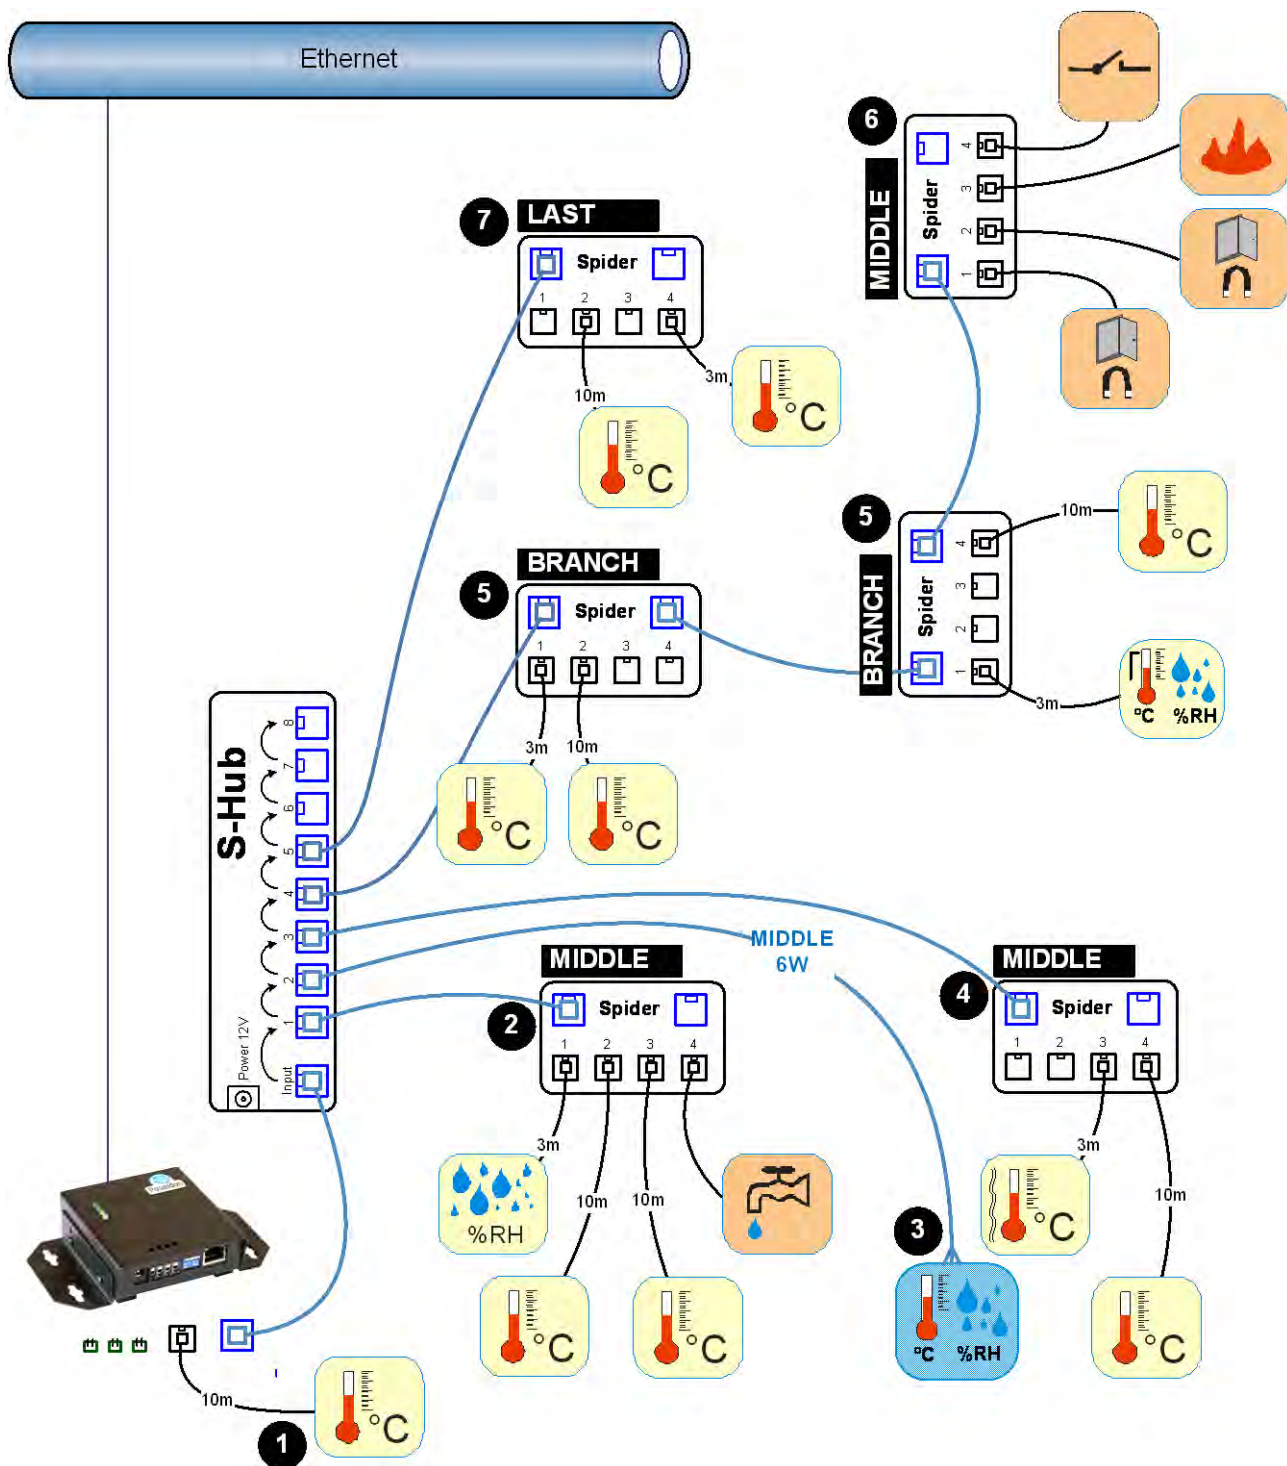 Ethernet
6
MIDDLE
Spider
4
3
2
1
7
LAST
Spider
1 2 3 4
10m
3m
°C
°C
5
BRANCH
Spider
4
3
2
1
10m
°C
3m
°C %RH
5
BRANCH
Spider
1 2 3 4
3m
10m
°C
°C
S-Hub
8
7
6
5
4
3
2
1
Input
Power 12V
MIDDLE
6W
2
MIDDLE
Spider
1 2 3 4
3m
10m
10m
%RH
°C
°C
4
MIDDLE
Spider
1 2 3 4
3m
10m
°C
°C
3
°C %RH
Poseidon
10m
1
°C